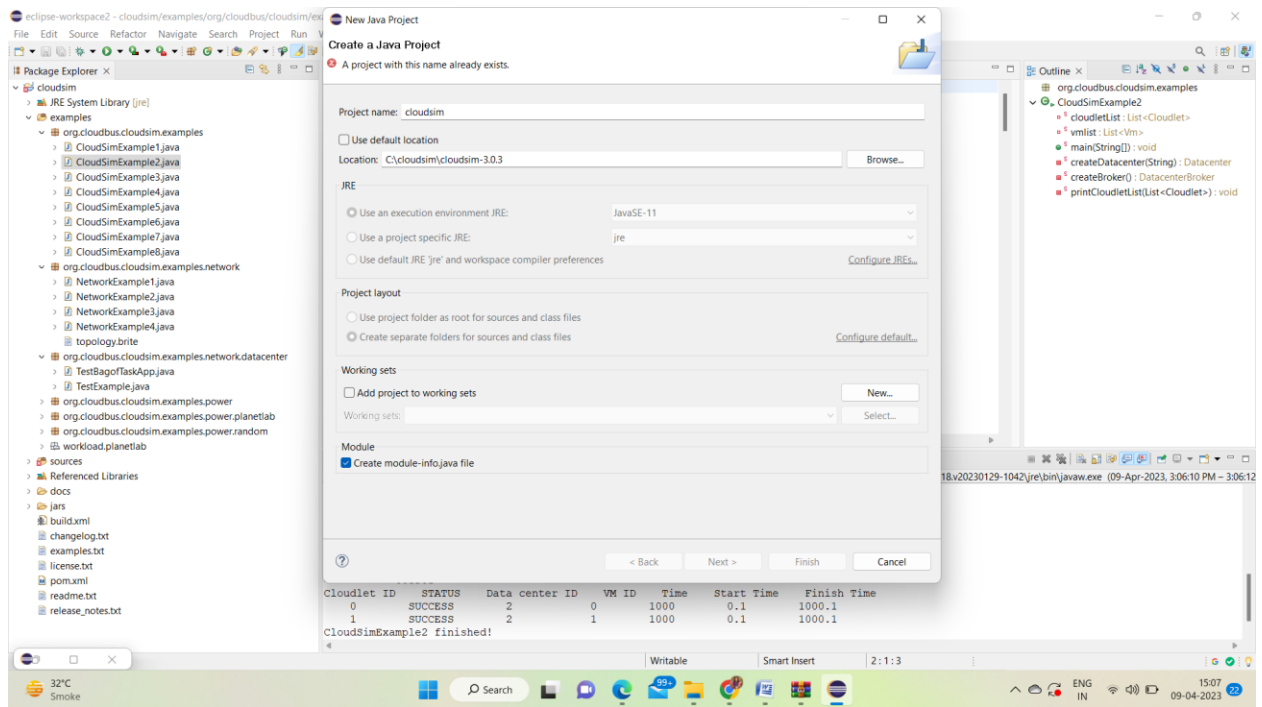 eclipse-workspace2 - cloudsim/examples/org/cloudbus/cloudsim/ex
File Edit Source Refactor Navigate Search Project Run
Package Explorer
cloudsim
JRE System Library [jre]
examples
org.cloudbus.cloudsim.examples
CloudSimExample1.java
CloudSimExample2.java
CloudSimExample3.java
CloudSimExample4.java
CloudSimExample5.java
CloudSimExample6.java
CloudSimExample7.java
CloudSimExample8.java
org.cloudbus.cloudsim.examples.network
NetworkExample1.java
NetworkExample2.java
NetworkExample3.java
NetworkExample4.java
topology.brite
org.cloudbus.cloudsim.examples.network.datacenter
TestBagofTaskApp.java
TestExample.java
org.cloudbus.cloudsim.examples.power
org.cloudbus.cloudsim.examples.power.planetlab
org.cloudbus.cloudsim.examples.power.random
workload.planetlab
sources
Referenced Libraries
docs
jars
build.xml
changelog.txt
examples.txt
license.txt
pom.xml
readme.txt
release_notes.txt
New Java Project
Create a Java Project
A project with this name already exists.
Project name: cloudsim
Use default location
Location: C:\cloudsim\cloudsim-3.0.3 Browse...
JRE
Use an execution environment JRE: JavaSE-11
Use a project specific JRE: jre
Use default JRE 'jre' and workspace compiler preferences Configure JREs...
Project layout
Use project folder as root for sources and class files
Create separate folders for sources and class files Configure default...
Working sets
Add project to working sets New...
Working sets: Select...
Module
Create module-info.java file
< Back Next > Finish Cancel
Outline
org.cloudbus.cloudsim.examples
CloudSimExample2
cloudletList : List<Cloudlet>
vmlist : List<Vm>
main(String[]) : void
createDatacenter(String) : Datacenter
createBroker() : DatacenterBroker
printCloudletList(List<Cloudlet>) : void
18.v20230129-1042\jre\bin\javaw.exe (09-Apr-2023, 3:06:10 PM – 3:06:12
Cloudlet ID STATUS Data center ID VM ID Time Start Time Finish Time
0 SUCCESS 2 0 1000 0.1 1000.1
1 SUCCESS 2 1 1000 0.1 1000.1
CloudSimExample2 finished!
Writable Smart Insert 2:1:3
32°C
Smoke
Search
99+
ENG
IN
15:07
09-04-2023
22